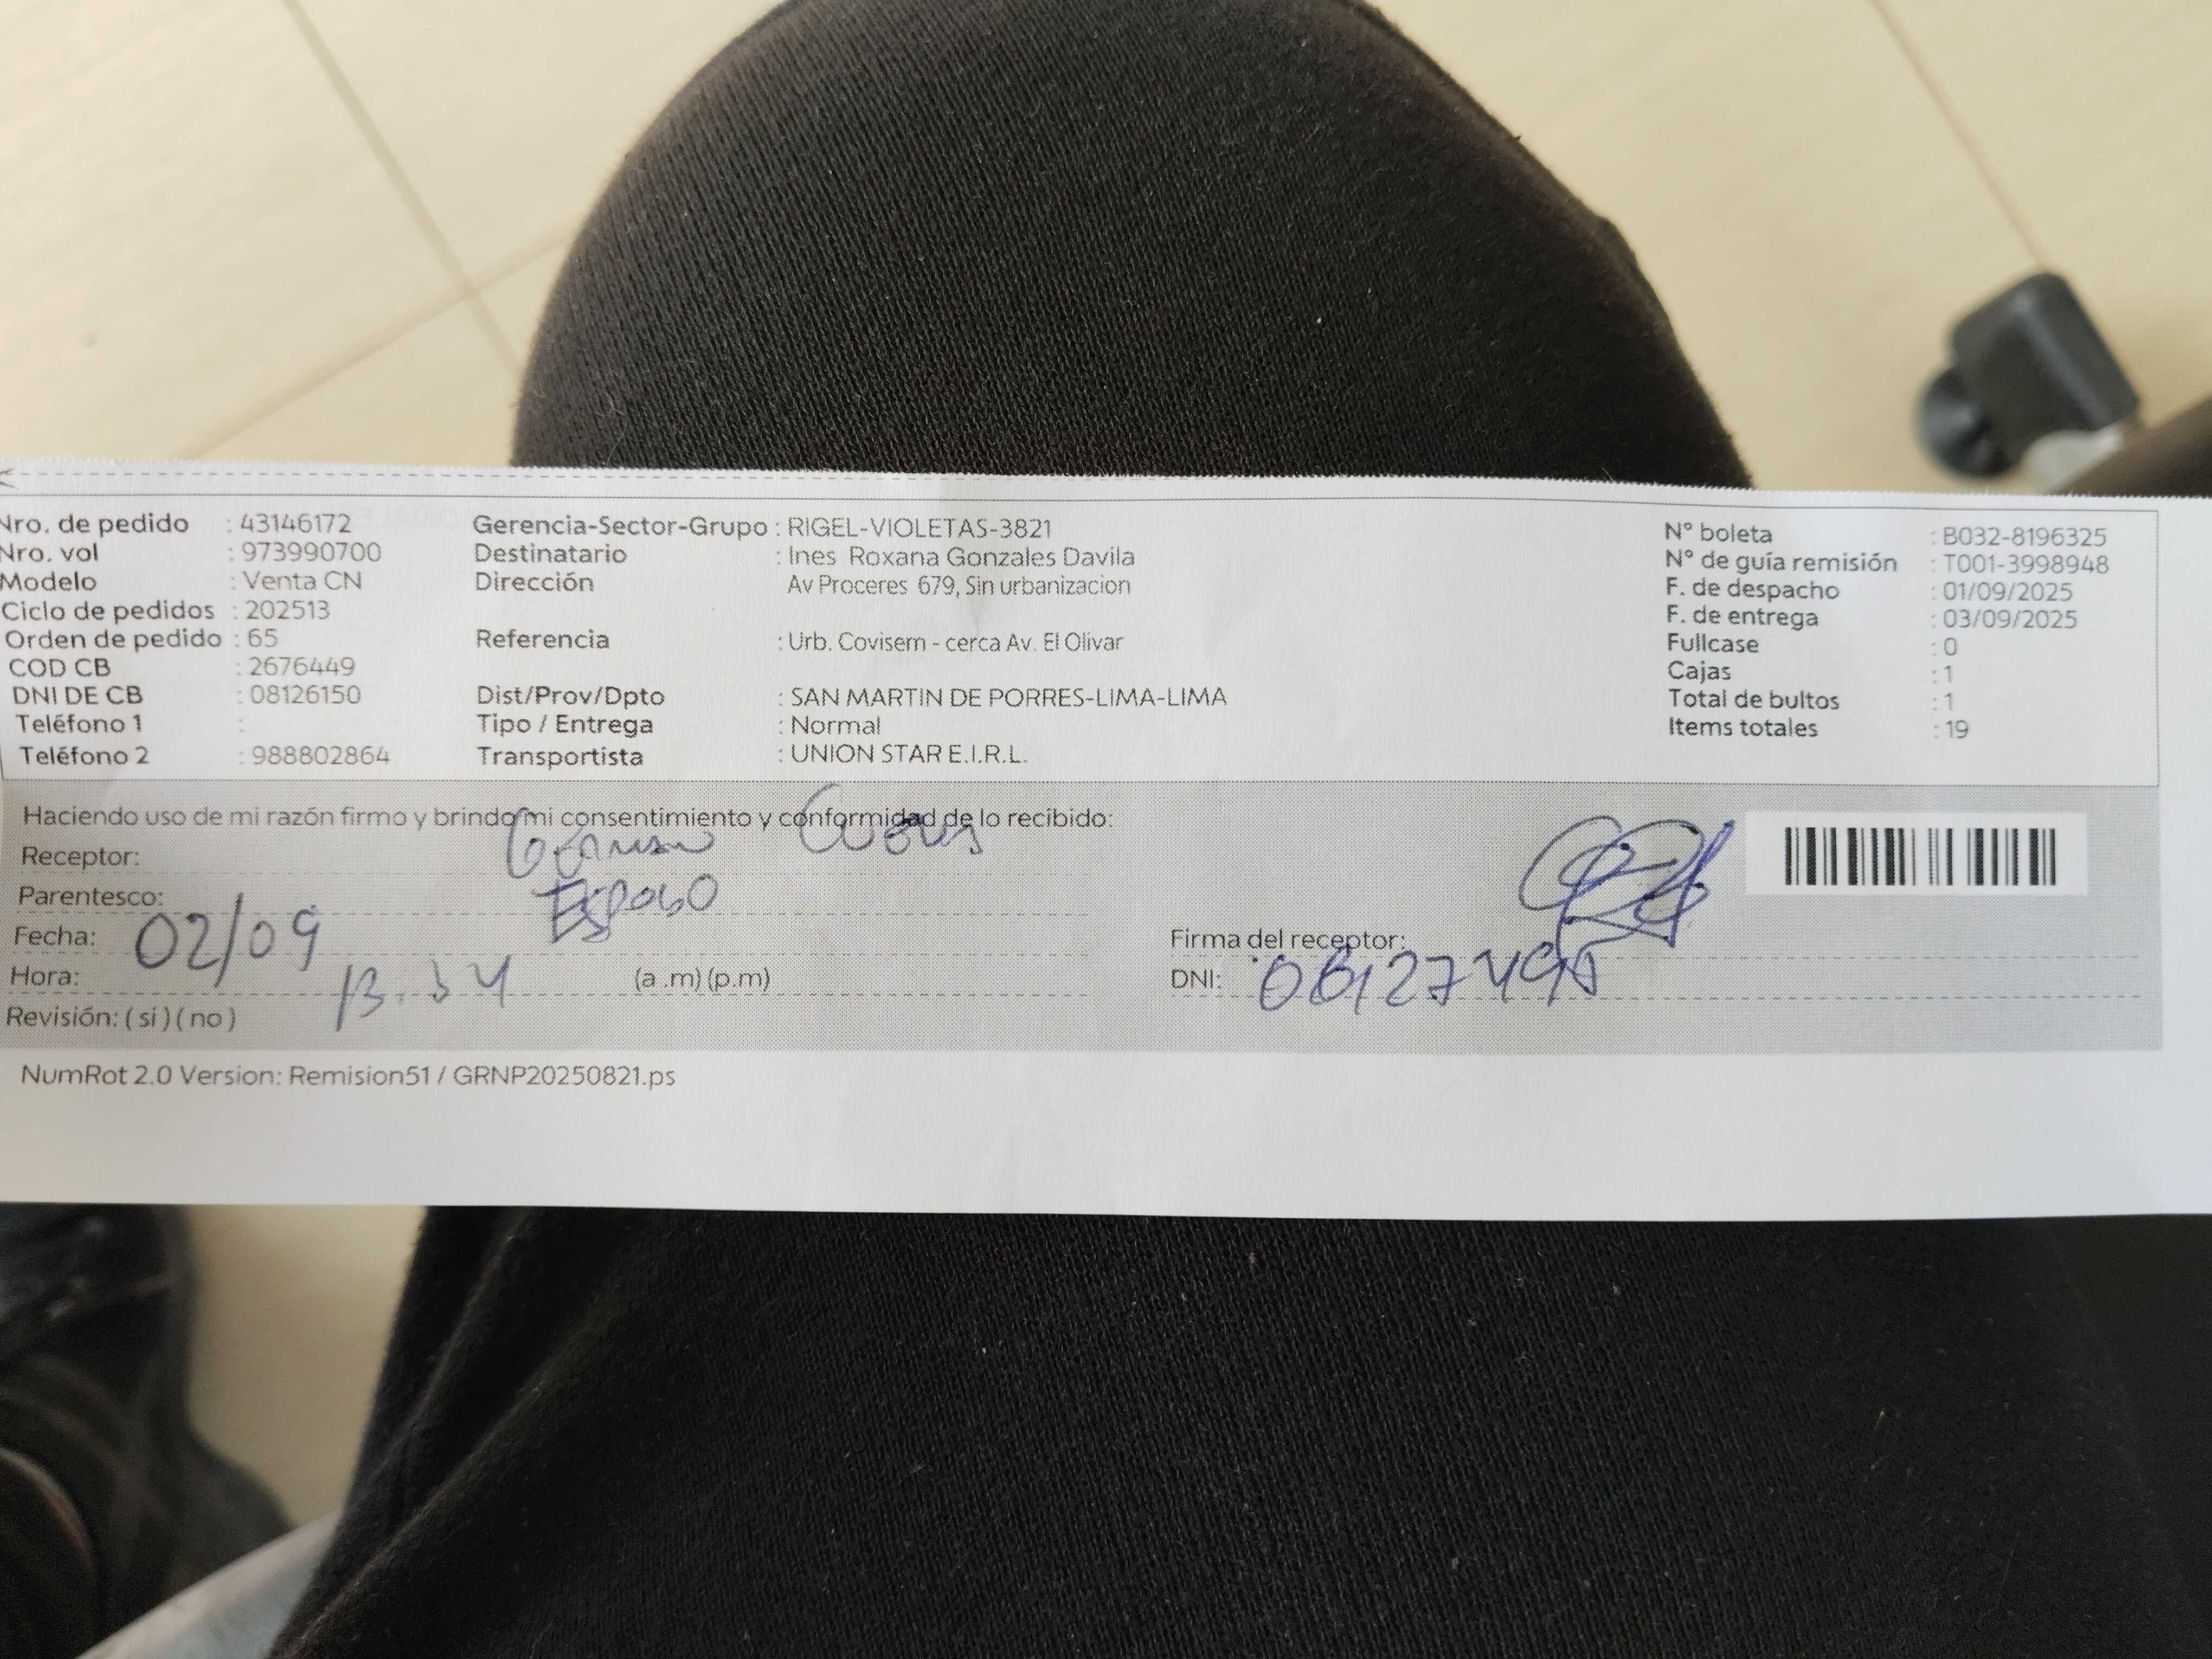 Nro. de pedido : 43146172 Gerencia-Sector-Grupo : RIGEL-VIOLETAS-3821 N° boleta : B032-8196325
Nro. vol : 973990700 Destinatario : Ines Roxana Gonzales Davila N° de guía remisión : T001-3998948
Modelo : Venta CN Dirección Av Proceres 679, Sin urbanizacion F. de despacho : 01/09/2025
Ciclo de pedidos : 202513 F. de entrega : 03/09/2025
Orden de pedido : 65 Referencia : Urb. Covisem - cerca Av. El Olivar Fullcase : 0
COD CB : 2676449 Cajas : 1
DNI DE CB : 08126150 Dist/Prov/Dpto : SAN MARTIN DE PORRES-LIMA-LIMA Total de bultos : 1
Teléfono 1 : Tipo / Entrega : Normal Items totales : 19
Teléfono 2 : 988802864 Transportista : UNION STAR E.I.R.L.
Haciendo uso de mi razón firmo y brindo mi consentimiento y conformidad de lo recibido:
Receptor:
Parentesco: Esposo
Fecha: 02/09 Firma del receptor:
Hora: (a .m) (p.m) DNI:
Revisión: ( si ) ( no )
NumRot 2.0 Version: Remision51 / GRNP20250821.ps